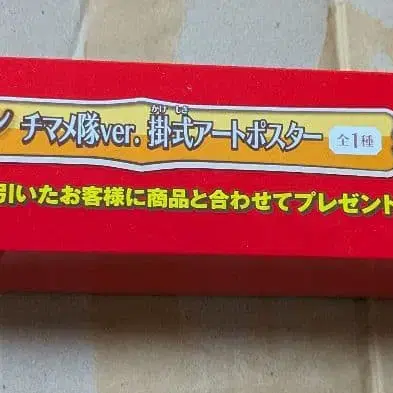 ン チマメ隊ver. 掛式アートポスター 全1種
引いたお客様に商品と合わせてプレゼント